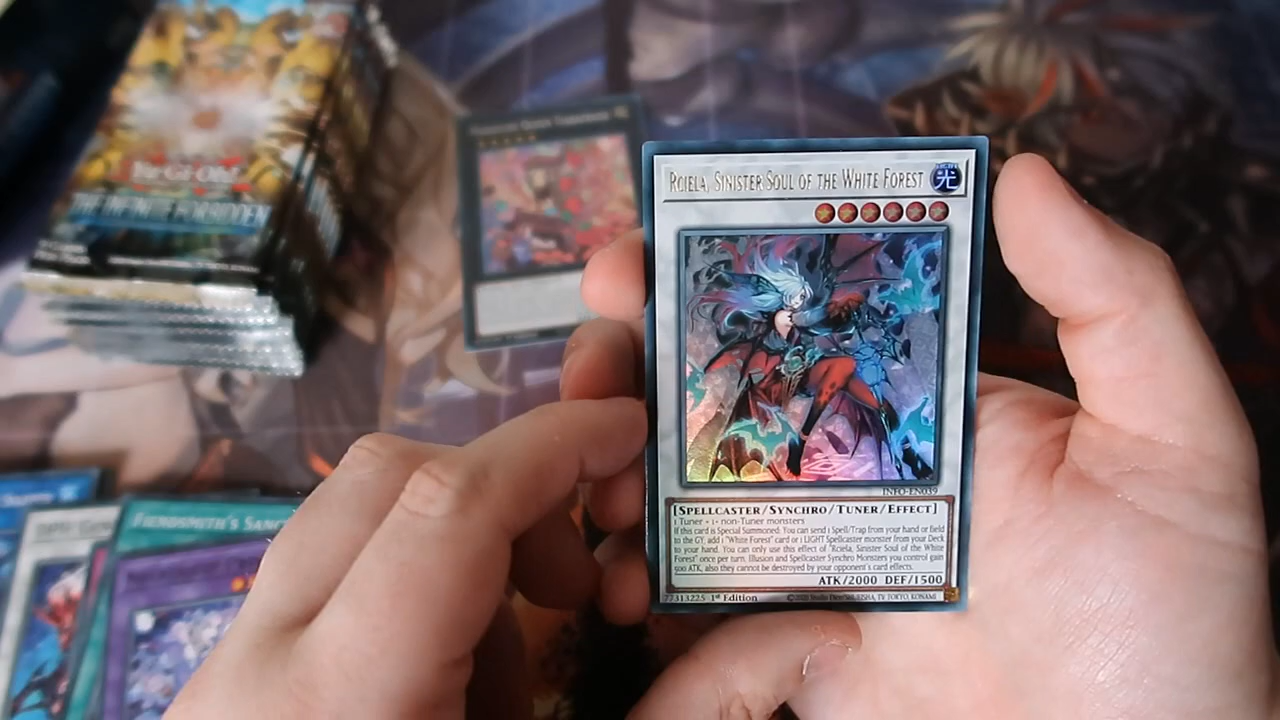 Yu-Gi-Oh!
THE INFINITE FORBIDDEN
RCIELA, SINISTER SOUL OF THE WHITE FOREST
光
INFO-EN039
[SPELLCASTER/SYNCHRO/TUNER/EFFECT]
1 Tuner + 1+ non-Tuner monsters
If this card is Special Summoned: You can send 1 Spell/Trap from your hand or field
to the GY; add 1 "White Forest" card or 1 LIGHT Spellcaster monster from your Deck
to your hand. You can only use this effect of "Rciela, Sinister Soul of the White
Forest" once per turn. Illusion and Spellcaster Synchro Monsters you control gain
500 ATK, also they cannot be destroyed by your opponent's card effects.
ATK/2000 DEF/1500
77313225 1st Edition
FIENDSMITH'S SANC